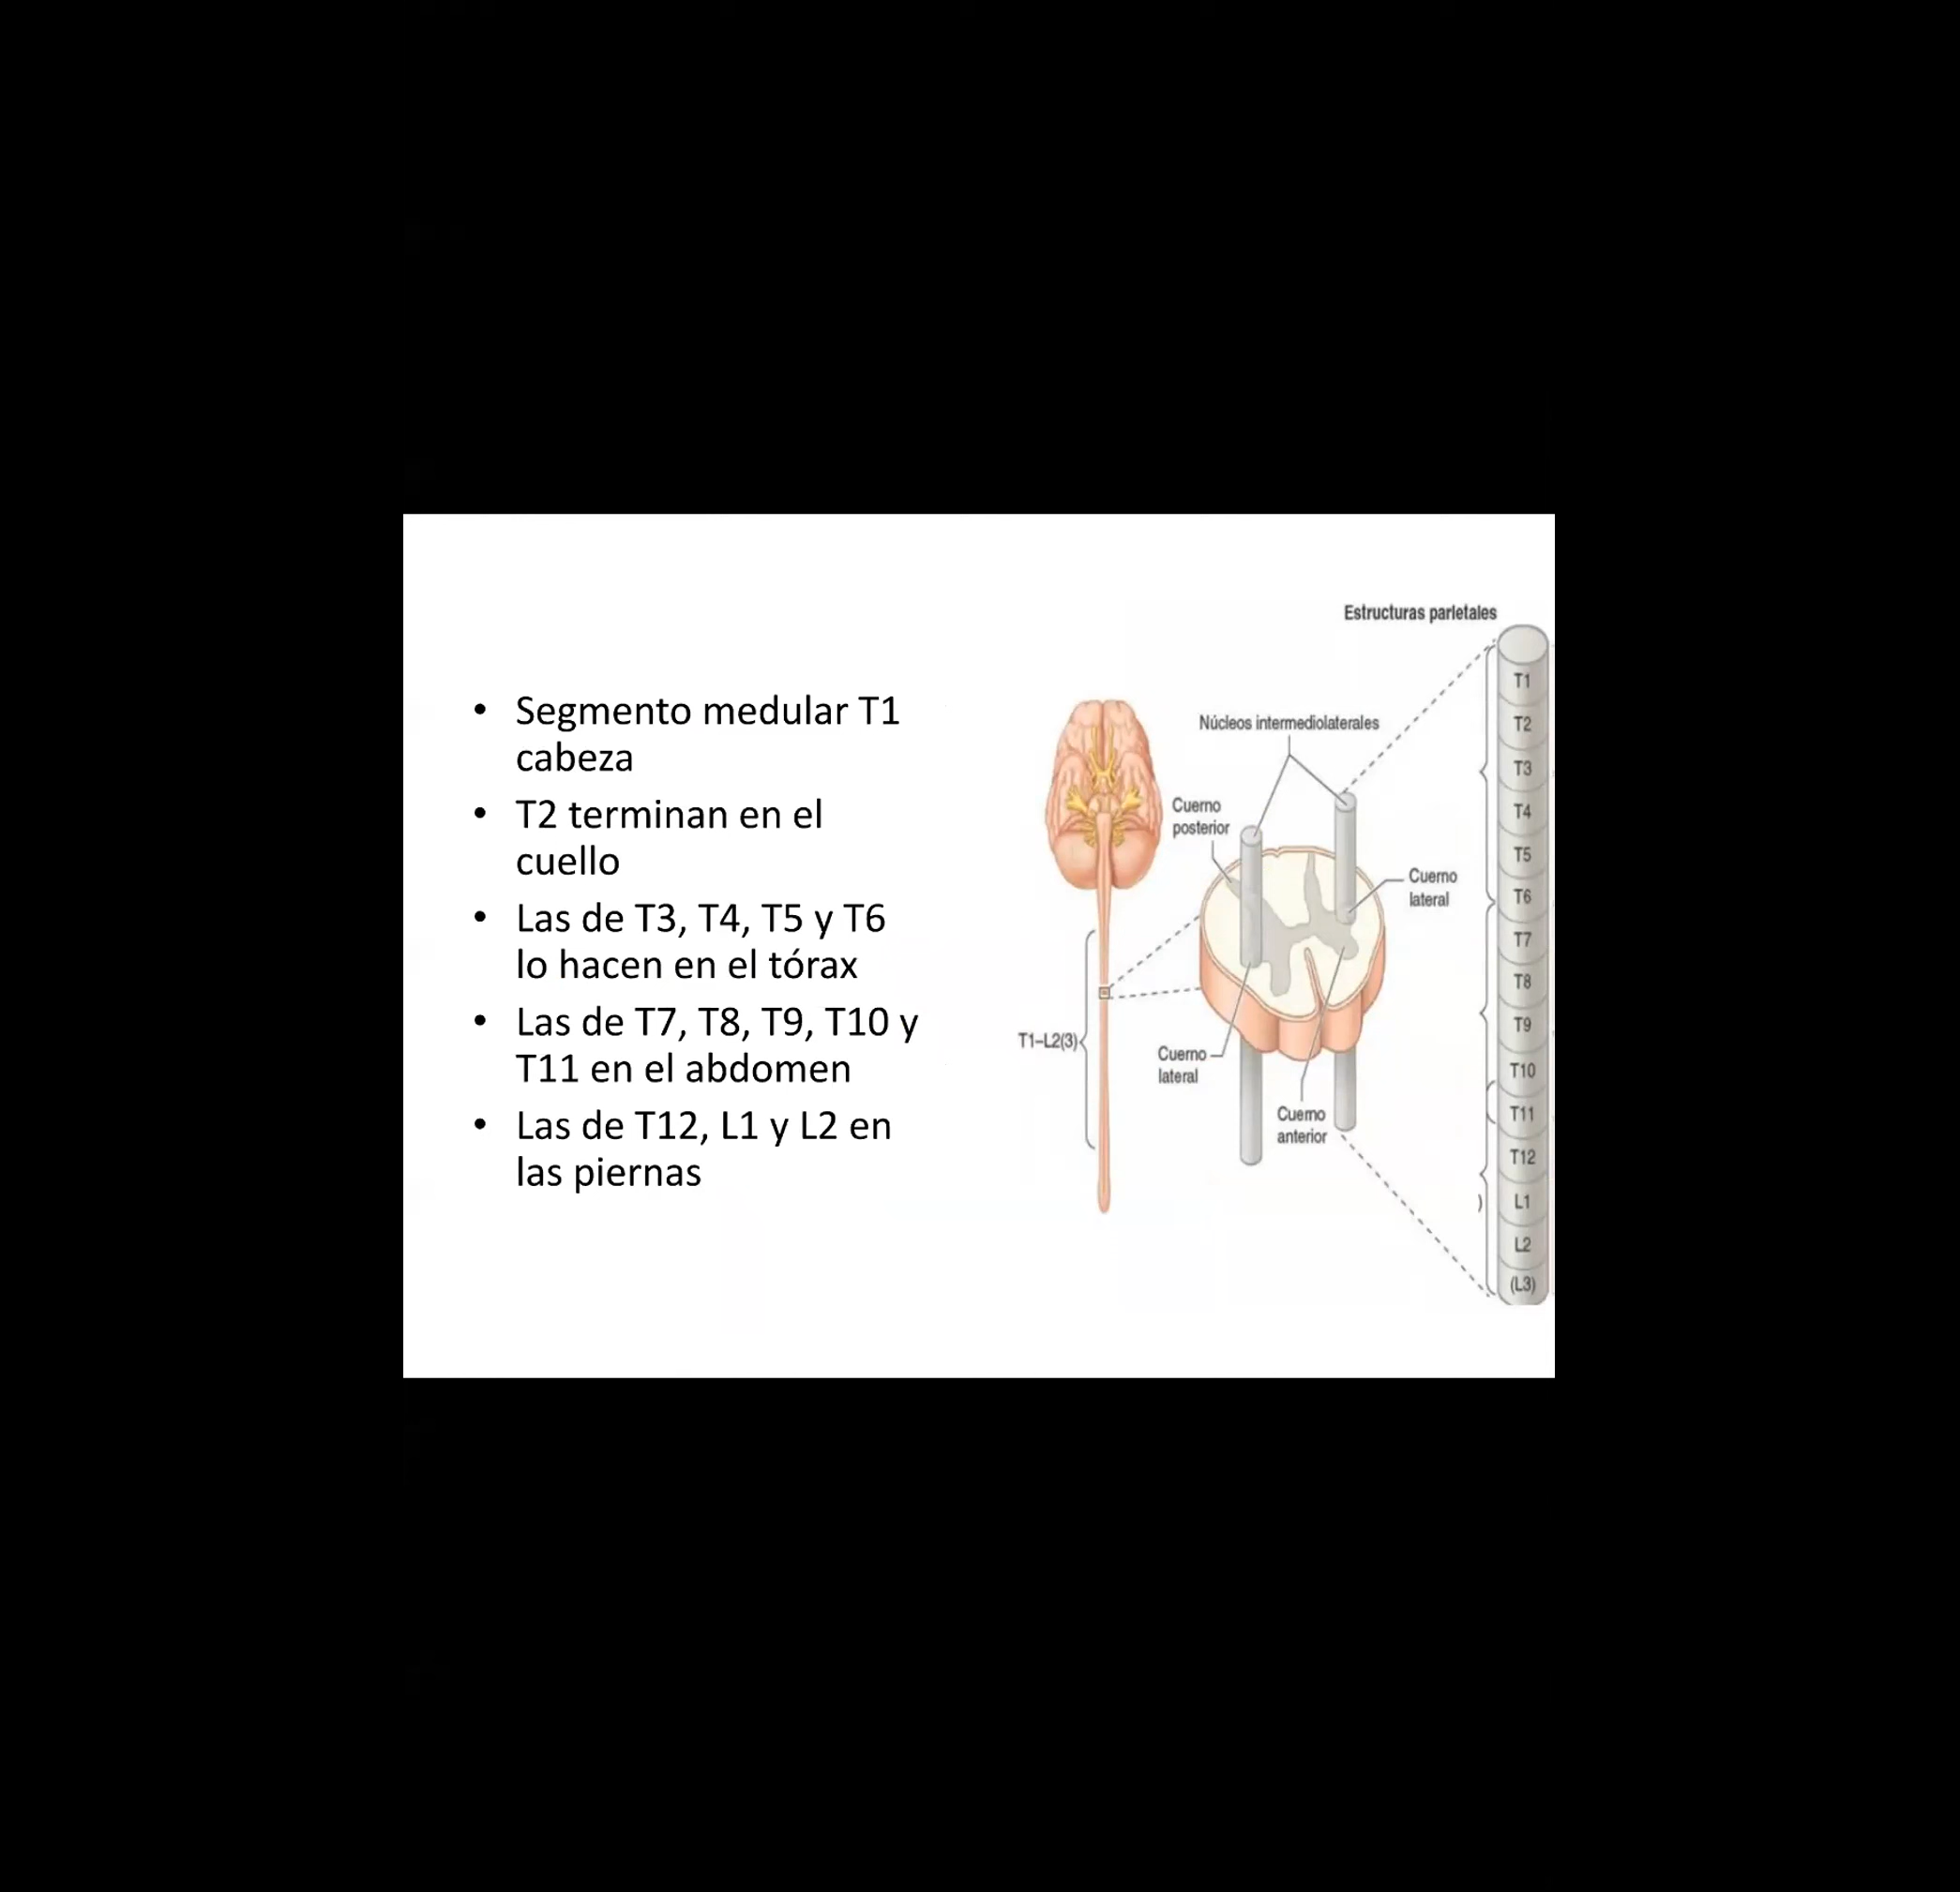 • Segmento medular T1
cabeza
• T2 terminan en el
cuello
• Las de T3, T4, T5 y T6
lo hacen en el tórax
• Las de T7, T8, T9, T10 y
T11 en el abdomen
• Las de T12, L1 y L2 en
las piernas
Estructuras parietales
Núcleos intermediolaterales
Cuerno
posterior
Cuerno
lateral
T1–L2(3)
Cuerno
lateral
Cuerno
anterior
T1
T2
T3
T4
T5
T6
T7
T8
T9
T10
T11
T12
L1
L2
(L3)